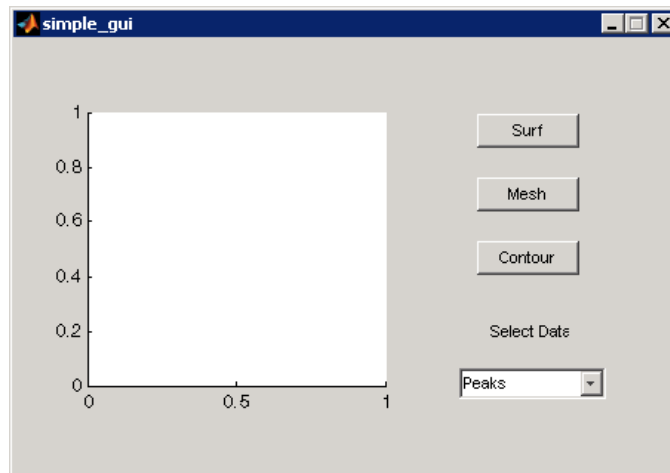 simple_gui
1
0.8
0.6
0.4
0.2
0
0 0.5 1
Surf
Mesh
Contour
Select Data
Peaks